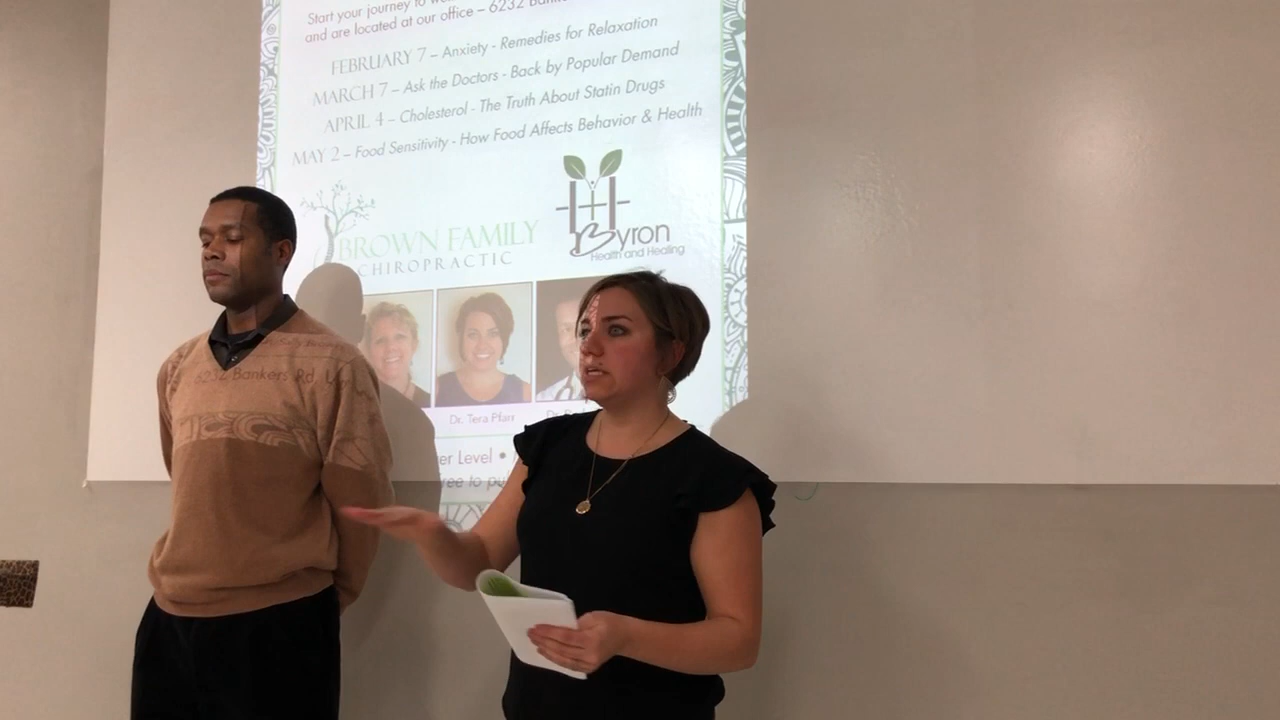 Start your journey to
and are located at our office – 6232
FEBRUARY 7 – Anxiety - Remedies for Relaxation
MARCH 7 – Ask the Doctors - Back by Popular Demand
APRIL 4 – Cholesterol - The Truth About Statin Drugs
MAY 2 – Food Sensitivity - How Food Affects Behavior & Health
BROWN FAMILY
CHIROPRACTIC
Byron
Health and Healing
6232 Bankers Rd,
Dr. Tera Pfarr
Level •
to